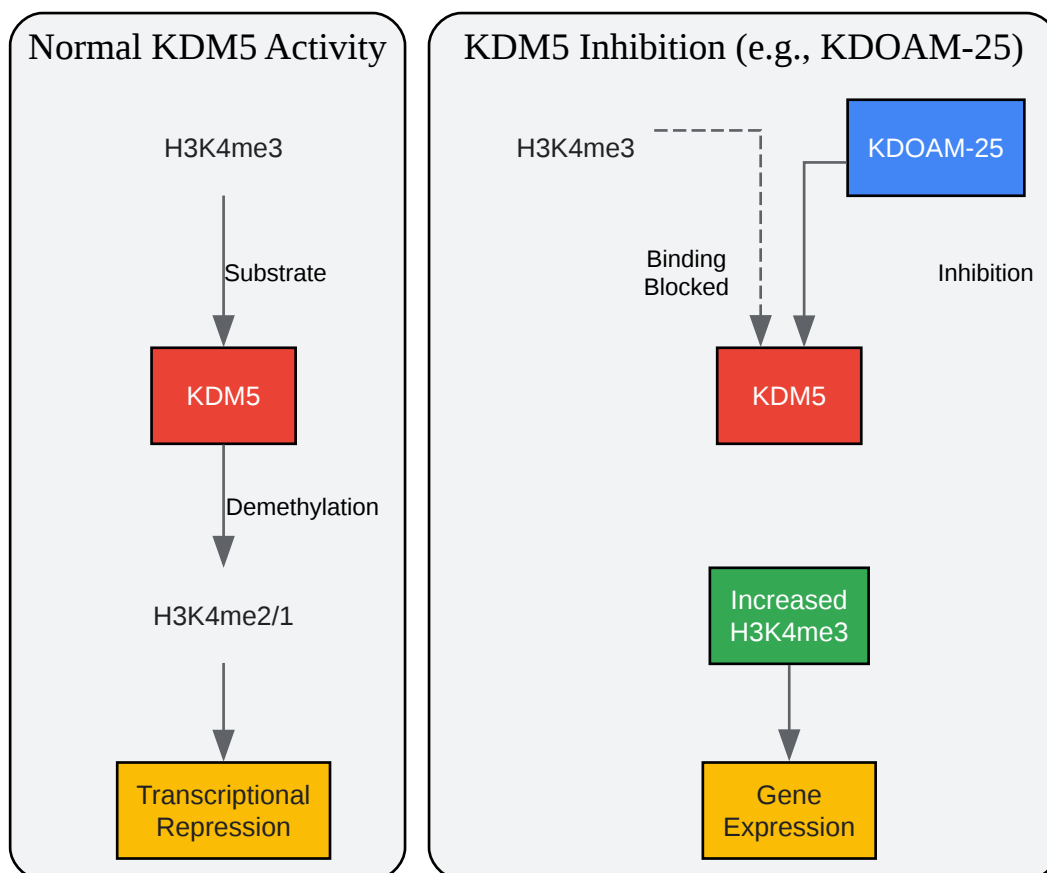 Normal KDM5 Activity
H3K4me3
Substrate
KDM5
Demethylation
H3K4me2/1
Transcriptional
Repression
KDM5 Inhibition (e.g., KDOAM-25)
H3K4me3
KDOAM-25
Binding
Blocked
Inhibition
KDM5
Increased
H3K4me3
Gene
Expression